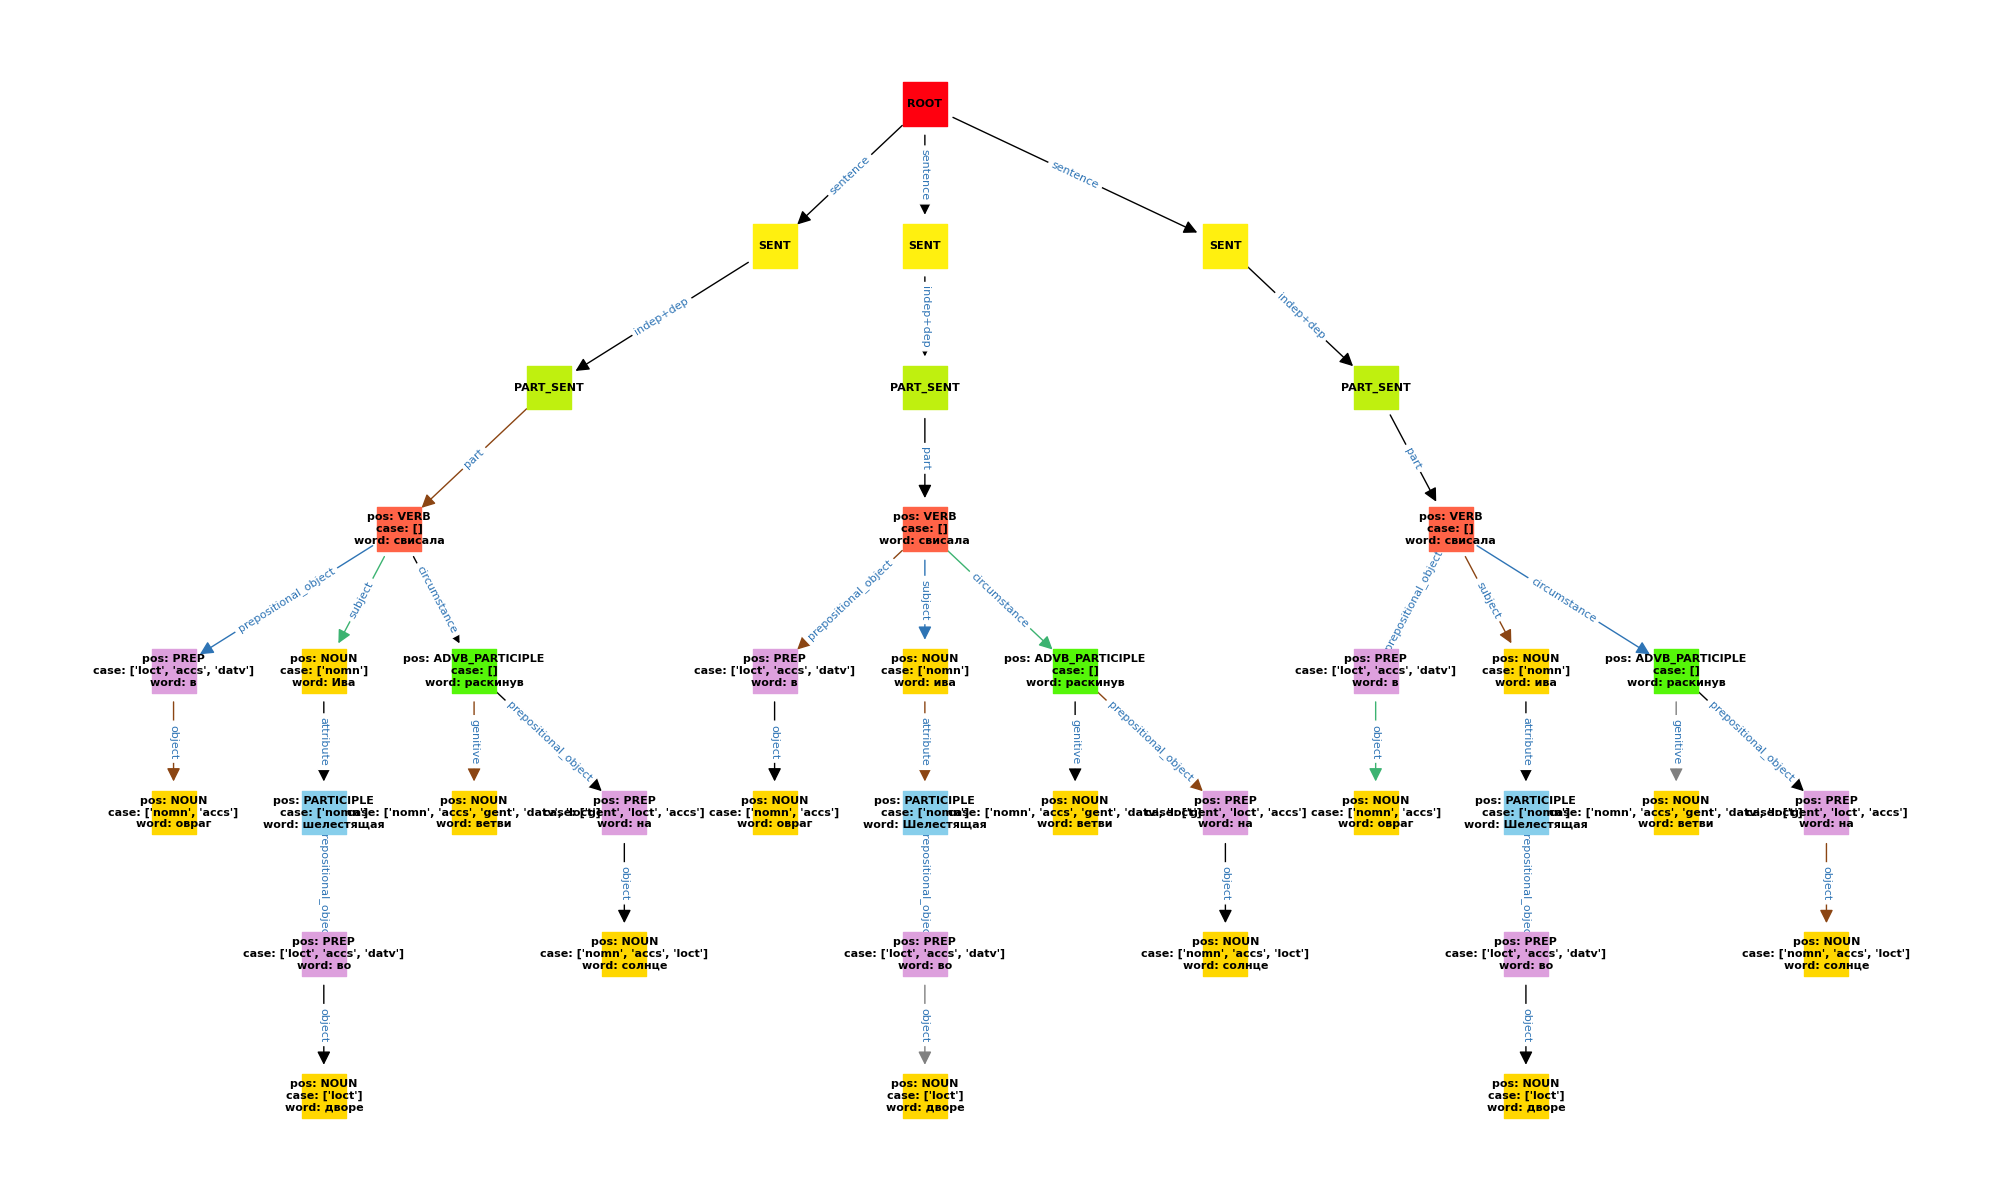 ROOT
sentence
sentence
sentence
SENT
SENT
SENT
indep+dep
indep+dep
indep+dep
PART_SENT
PART_SENT
PART_SENT
part
part
part
pos: VERB
case: []
word: свисала
pos: VERB
case: []
word: свисала
pos: VERB
case: []
word: свисала
prepositional_object
subject
circumstance
prepositional_object
subject
circumstance
prepositional_object
subject
circumstance
pos: PREP
case: ['loct', 'accs', 'datv']
word: в
pos: NOUN
case: ['nomn']
word: Ива
pos: ADVB_PARTICIPLE
case: []
word: раскинув
pos: PREP
case: ['loct', 'accs', 'datv']
word: в
pos: NOUN
case: ['nomn']
word: ива
pos: ADVB_PARTICIPLE
case: []
word: раскинув
pos: PREP
case: ['loct', 'accs', 'datv']
word: в
pos: NOUN
case: ['nomn']
word: ива
pos: ADVB_PARTICIPLE
case: []
word: раскинув
object
attribute
genitive
prepositional_object
object
attribute
genitive
prepositional_object
object
attribute
genitive
prepositional_object
pos: NOUN
case: ['nomn', 'accs']
word: овраг
pos: PARTICIPLE
case: ['nomn']
word: шелестящая
pos: NOUN
case: ['nomn', 'accs', 'gent', 'datv', 'loct']
word: ветви
pos: PREP
case: ['gent', 'loct', 'accs']
word: на
pos: NOUN
case: ['nomn', 'accs']
word: овраг
pos: PARTICIPLE
case: ['nomn']
word: Шелестящая
pos: NOUN
case: ['nomn', 'accs', 'gent', 'datv', 'loct']
word: ветви
pos: PREP
case: ['gent', 'loct', 'accs']
word: на
pos: NOUN
case: ['nomn', 'accs']
word: овраг
pos: PARTICIPLE
case: ['nomn']
word: Шелестящая
pos: NOUN
case: ['nomn', 'accs', 'gent', 'datv', 'loct']
word: ветви
pos: PREP
case: ['gent', 'loct', 'accs']
word: на
prepositional_object
object
prepositional_object
object
prepositional_object
object
pos: PREP
case: ['loct', 'accs', 'datv']
word: во
pos: NOUN
case: ['nomn', 'accs', 'loct']
word: солнце
pos: PREP
case: ['loct', 'accs', 'datv']
word: во
pos: NOUN
case: ['nomn', 'accs', 'loct']
word: солнце
pos: PREP
case: ['loct', 'accs', 'datv']
word: во
pos: NOUN
case: ['nomn', 'accs', 'loct']
word: солнце
object
object
object
pos: NOUN
case: ['loct']
word: дворе
pos: NOUN
case: ['loct']
word: дворе
pos: NOUN
case: ['loct']
word: дворе